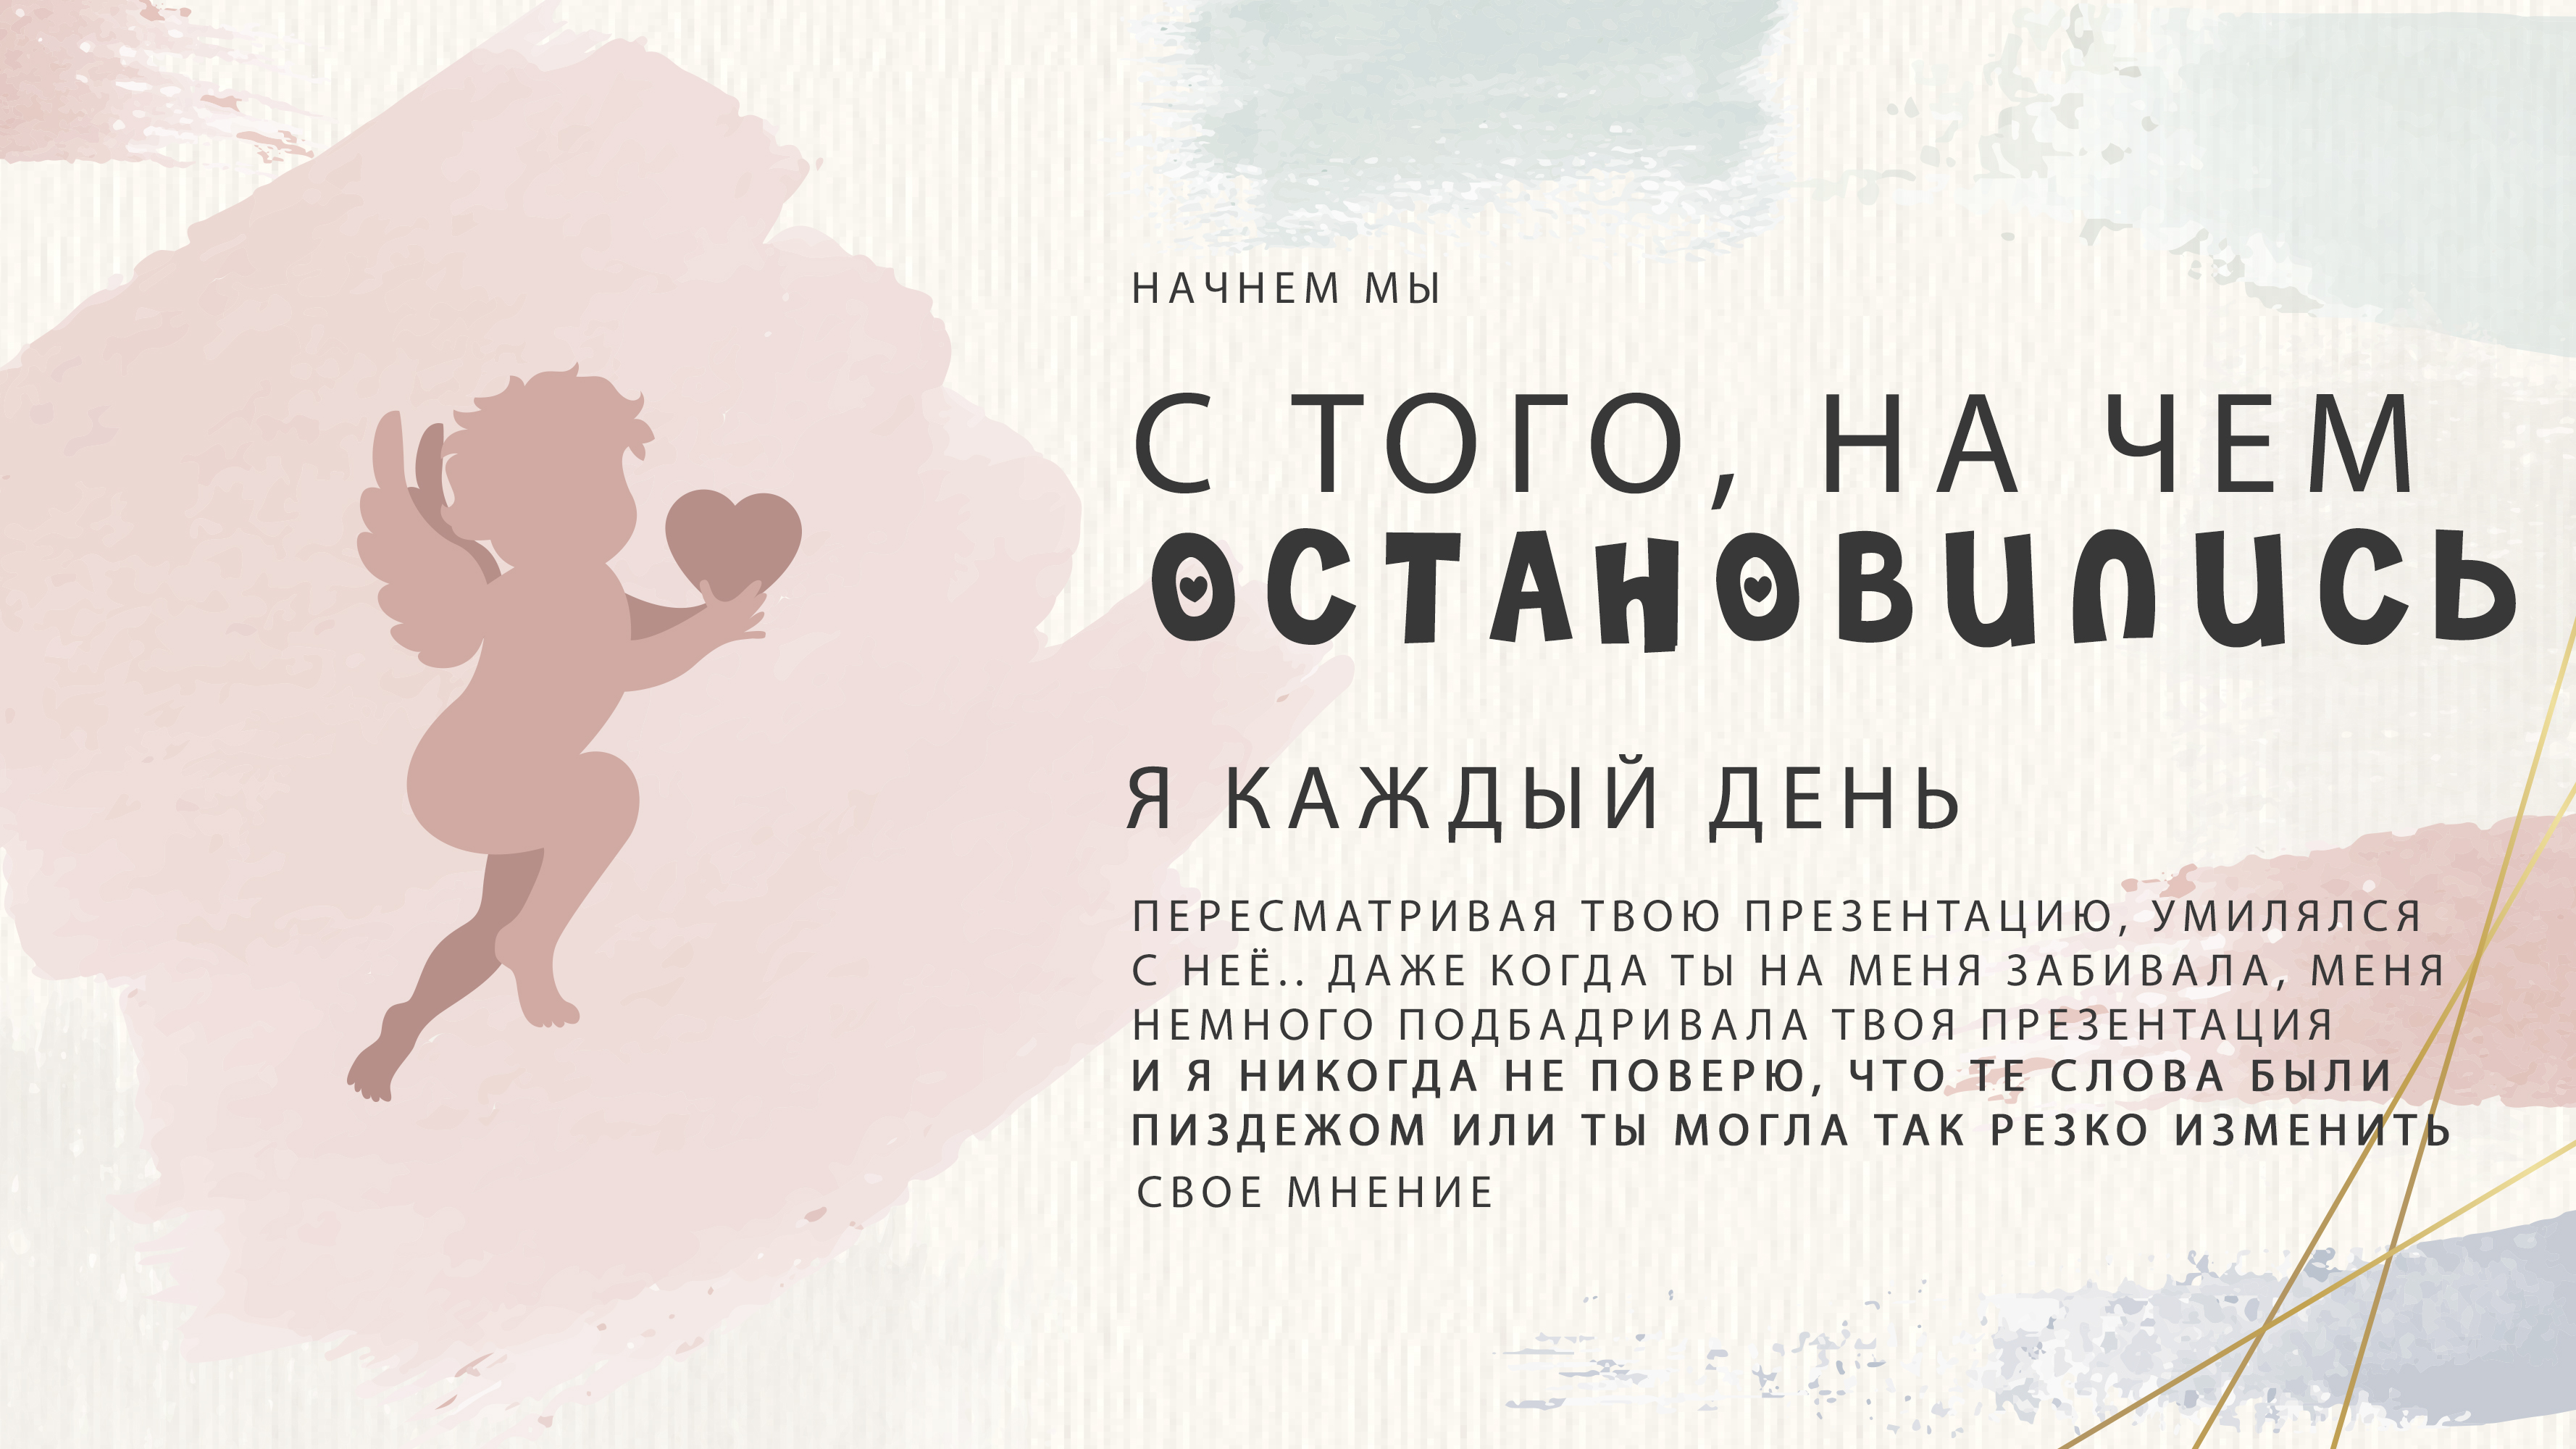 НАЧНЕМ МЫ
С ТОГО, НА ЧЕМ
ОСТАНОВИЛИСЬ
Я КАЖДЫЙ ДЕНЬ
ПЕРЕСМАТРИВАЯ ТВОЮ ПРЕЗЕНТАЦИЮ, УМИЛЯЛСЯ
С НЕЁ.. ДАЖЕ КОГДА ТЫ НА МЕНЯ ЗАБИВАЛА, МЕНЯ
НЕМНОГО ПОДБАДРИВАЛА ТВОЯ ПРЕЗЕНТАЦИЯ
И Я НИКОГДА НЕ ПОВЕРЮ, ЧТО ТЕ СЛОВА БЫЛИ
ПИЗДЕЖОМ ИЛИ ТЫ МОГЛА ТАК РЕЗКО ИЗМЕНИТЬ
СВОЕ МНЕНИЕ